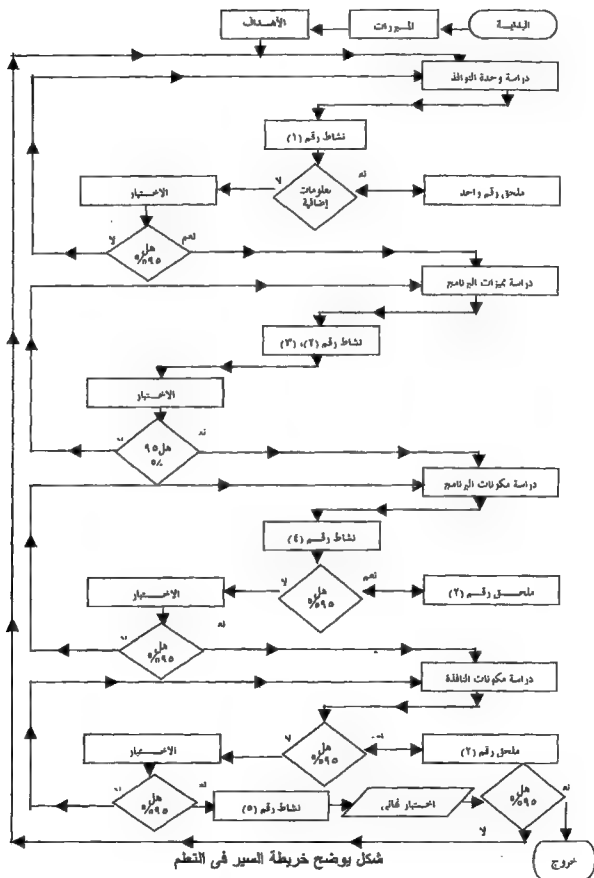 البداية
المبررات
الأهداف
دراسة وحدة النوافذ
نشاط رقم (١)
معلومات
إضافية
نعم
لا
ملحق رقم واحد
الاختبار
هل
٩٥%
نعم
لا
دراسة مميزات البرنامج
نشاط رقم (٢)، (٣)
الاختبار
هل ٩٥
%
نعم
لا
دراسة مكونات البرنامج
نشاط رقم (٤)
هل
٩٥%
نعم
لا
ملحق رقم (٢)
الاختبار
هل
٩٥%
نعم
لا
دراسة مكونات النافذة
هل
٩٥%
نعم
لا
ملحق رقم (٢)
الاختبار
هل
٩٥%
نعم
لا
نشاط رقم (٥)
اختبار نهائي
هل
٩٥%
نعم
لا
خروج
شكل يوضح خريطة السير فى التعلم